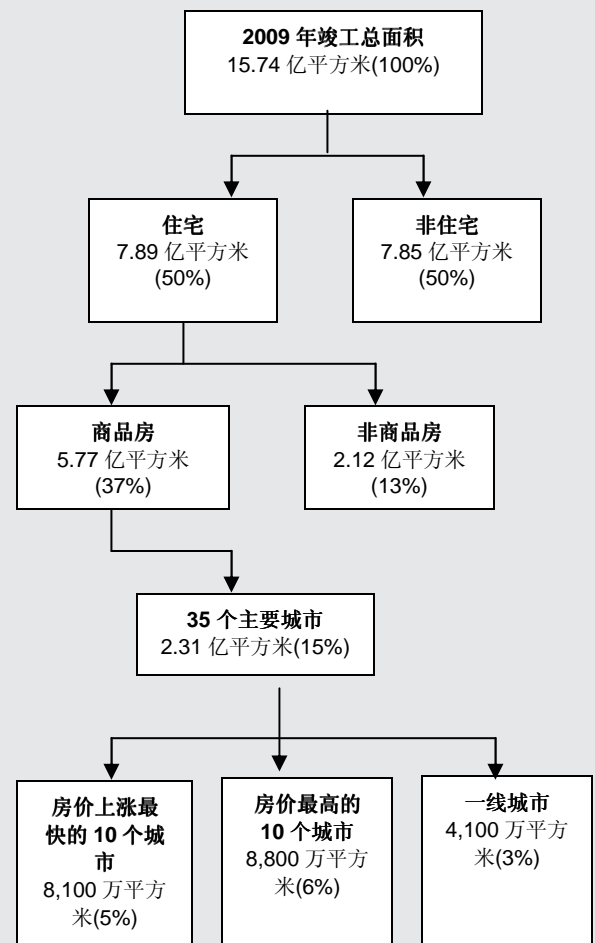 2009 年竣工总面积
15.74 亿平方米(100%)
住宅
7.89 亿平方米
(50%)
非住宅
7.85 亿平方米
(50%)
商品房
5.77 亿平方米
(37%)
非商品房
2.12 亿平方米
(13%)
35 个主要城市
2.31 亿平方米(15%)
房价上涨最
快的 10 个城
市
8,100 万平方
米(5%)
房价最高的
10 个城市
8,800 万平方
米(6%)
一线城市
4,100 万平方
米(3%)